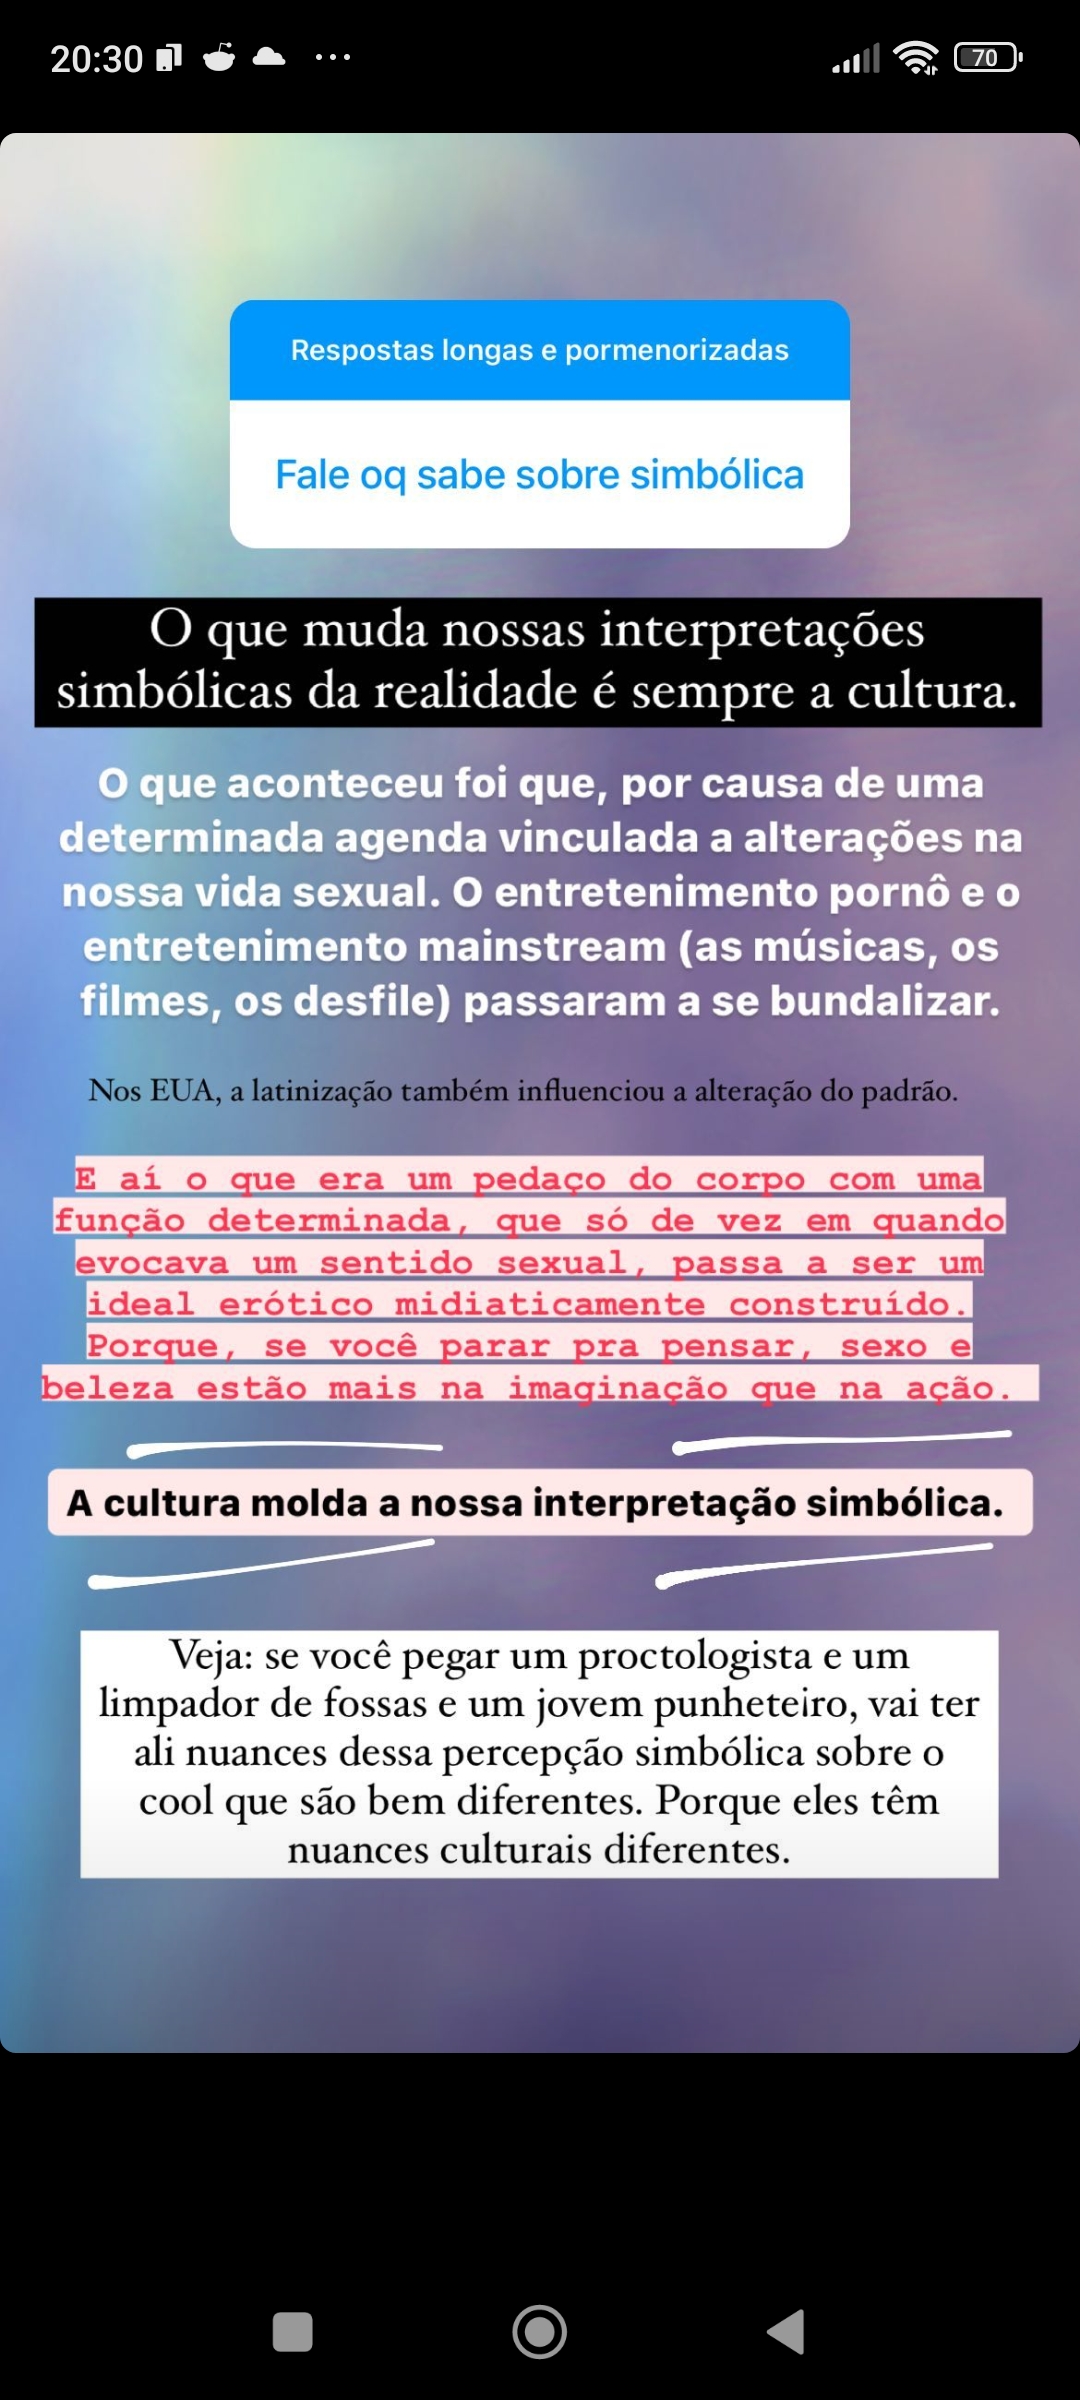 20:30
70
Respostas longas e pormenorizadas
Fale oq sabe sobre simbólica
O que muda nossas interpretações
simbólicas da realidade é sempre a cultura.
O que aconteceu foi que, por causa de uma
determinada agenda vinculada a alterações na
nossa vida sexual. O entretenimento pornô e o
entretenimento mainstream (as músicas, os
filmes, os desfile) passaram a se bundalizar.
Nos EUA, a latinização também influenciou a alteração do padrão.
E aí o que era um pedaço do corpo com uma
função determinada, que só de vez em quando
evocava um sentido sexual, passa a ser um
ideal erótico midiaticamente construído.
Porque, se você parar pra pensar, sexo e
beleza estão mais na imaginação que na ação.
A cultura molda a nossa interpretação simbólica.
Veja: se você pegar um proctologista e um
limpador de fossas e um jovem punheteiro, vai ter
ali nuances dessa percepção simbólica sobre o
cool que são bem diferentes. Porque eles têm
nuances culturais diferentes.